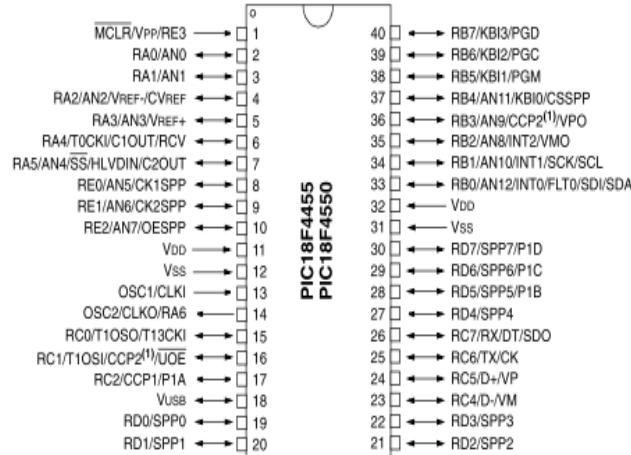 MCLR/VPP/RE3 1 40 RB7/KBI3/PGD
RA0/AN0 2 39 RB6/KBI2/PGC
RA1/AN1 3 38 RB5/KBI1/PGM
RA2/AN2/VREF-/CVREF 4 37 RB4/AN11/KBI0/CSSPP
RA3/AN3/VREF+ 5 36 RB3/AN9/CCP2(1)/VPO
RA4/T0CKI/C1OUT/RCV 6 35 RB2/AN8/INT2/VMO
RA5/AN4/SS/HLVDIN/C2OUT 7 34 RB1/AN10/INT1/SCK/SCL
RE0/AN5/CK1SPP 8 33 RB0/AN12/INT0/FLT0/SDI/SDA
RE1/AN6/CK2SPP 9 32 VDD
RE2/AN7/OESPP 10 31 VSS
VDD 11 30 RD7/SPP7/P1D
VSS 12 29 RD6/SPP6/P1C
OSC1/CLKI 13 28 RD5/SPP5/P1B
OSC2/CLKO/RA6 14 27 RD4/SPP4
RC0/T1OSO/T13CKI 15 26 RC7/RX/DT/SDO
RC1/T1OSI/CCP2(1)/UOE 16 25 RC6/TX/CK
RC2/CCP1/P1A 17 24 RC5/D+/VP
VUSB 18 23 RC4/D-/VM
RD0/SPP0 19 22 RD3/SPP3
RD1/SPP1 20 21 RD2/SPP2
PIC18F4455
PIC18F4550